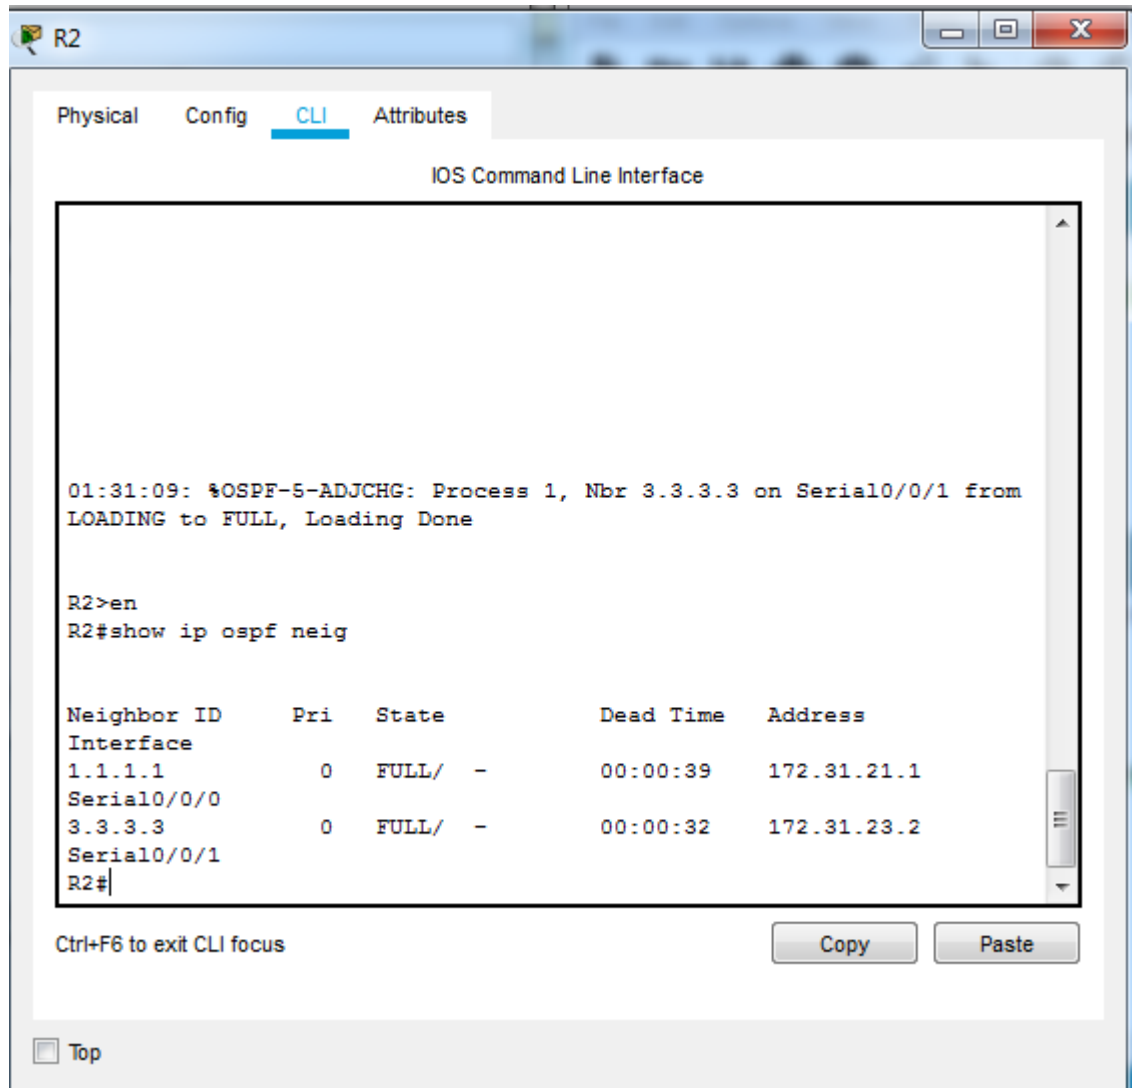 R2
Physical Config CLI Attributes
IOS Command Line Interface
01:31:09: %OSPF-5-ADJCHG: Process 1, Nbr 3.3.3.3 on Serial0/0/1 from
LOADING to FULL, Loading Done
R2>en
R2#show ip ospf neig
Neighbor ID     Pri   State           Dead Time   Address
Interface
1.1.1.1           0   FULL/  -        00:00:39    172.31.21.1
Serial0/0/0
3.3.3.3           0   FULL/  -        00:00:32    172.31.23.2
Serial0/0/1
R2#
Ctrl+F6 to exit CLI focus
Copy Paste
Top